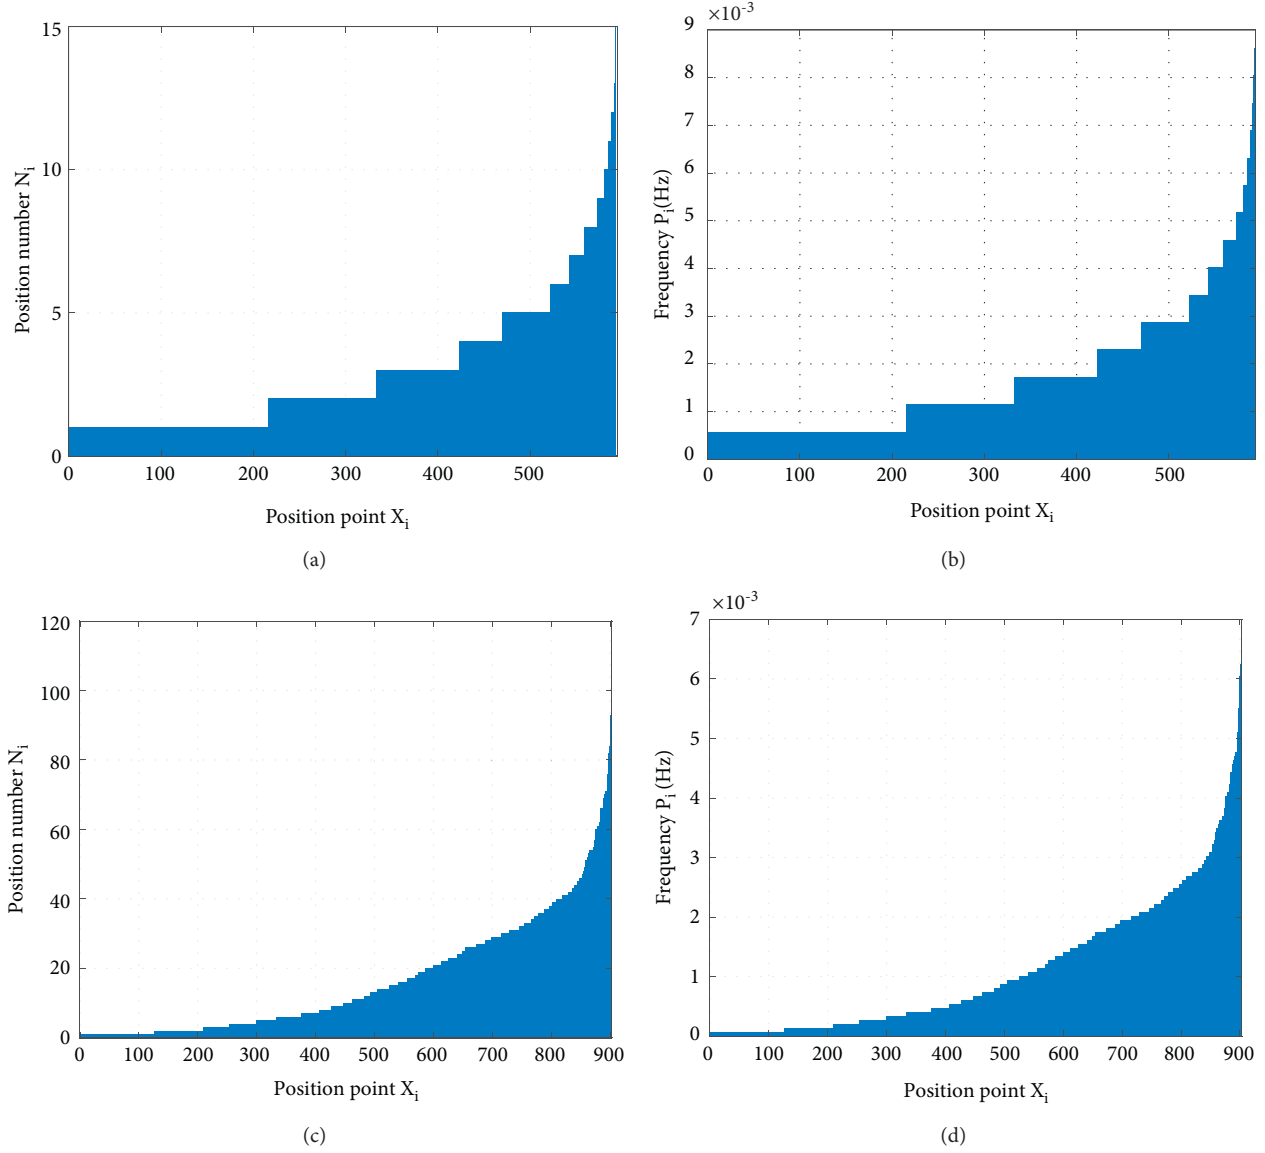 15
10
5
0
Position number Ni
0 100 200 300 400 500
Position point Xi
(a)
×10-3
9
8
7
6
5
4
3
2
1
0
Frequency Pi(Hz)
0 100 200 300 400 500
Position point Xi
(b)
120
100
80
60
40
20
0
Position number Ni
0 100 200 300 400 500 600 700 800 900
Position point Xi
(c)
×10-3
7
6
5
4
3
2
1
0
Frequency Pi (Hz)
0 100 200 300 400 500 600 700 800 900
Position point Xi
(d)